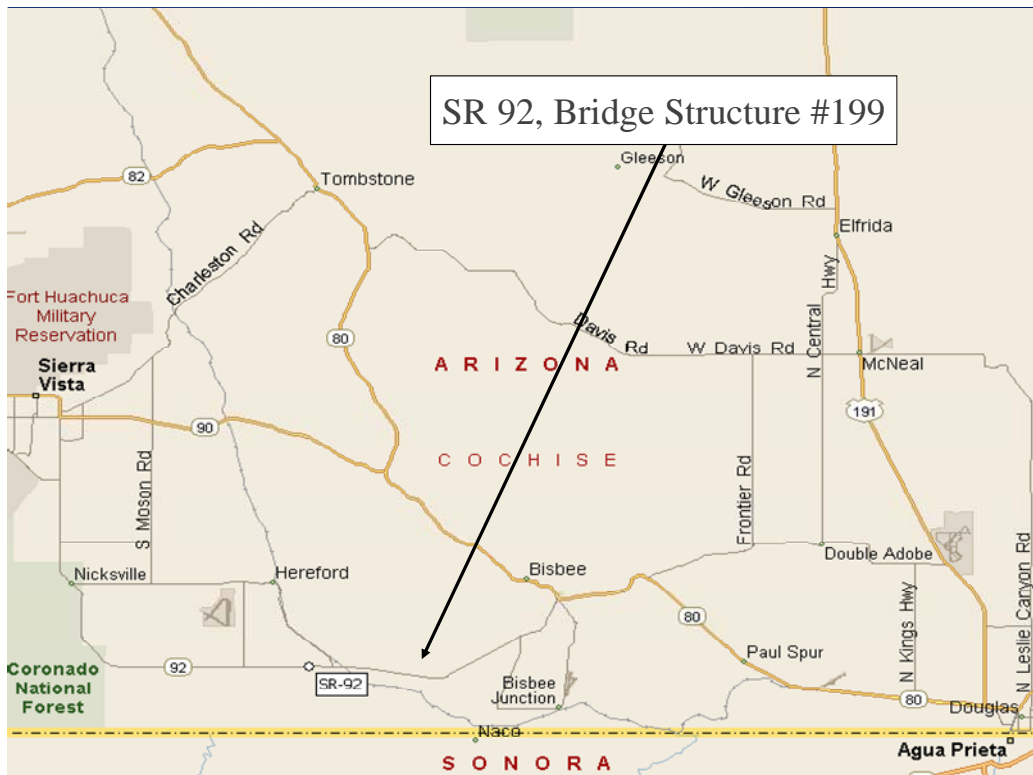 SR 92, Bridge Structure #199
Gleeson
82
Tombstone
W Gleeson Rd
Elfrida
Charleston Rd
Fort Huachuca
Military
Reservation
N Central Hwy
80
Davis Rd
W Davis Rd
McNeal
Sierra
Vista
ARIZONA
191
90
COCHISE
S Moson Rd
Frontier Rd
Double Adobe
Nicksville
Hereford
Bisbee
N Kings Hwy
N Leslie Canyon Rd
80
92
SR-92
Paul Spur
Coronado
National
Forest
Bisbee
Junction
80
Douglas
Naco
Agua Prieta
SONORA